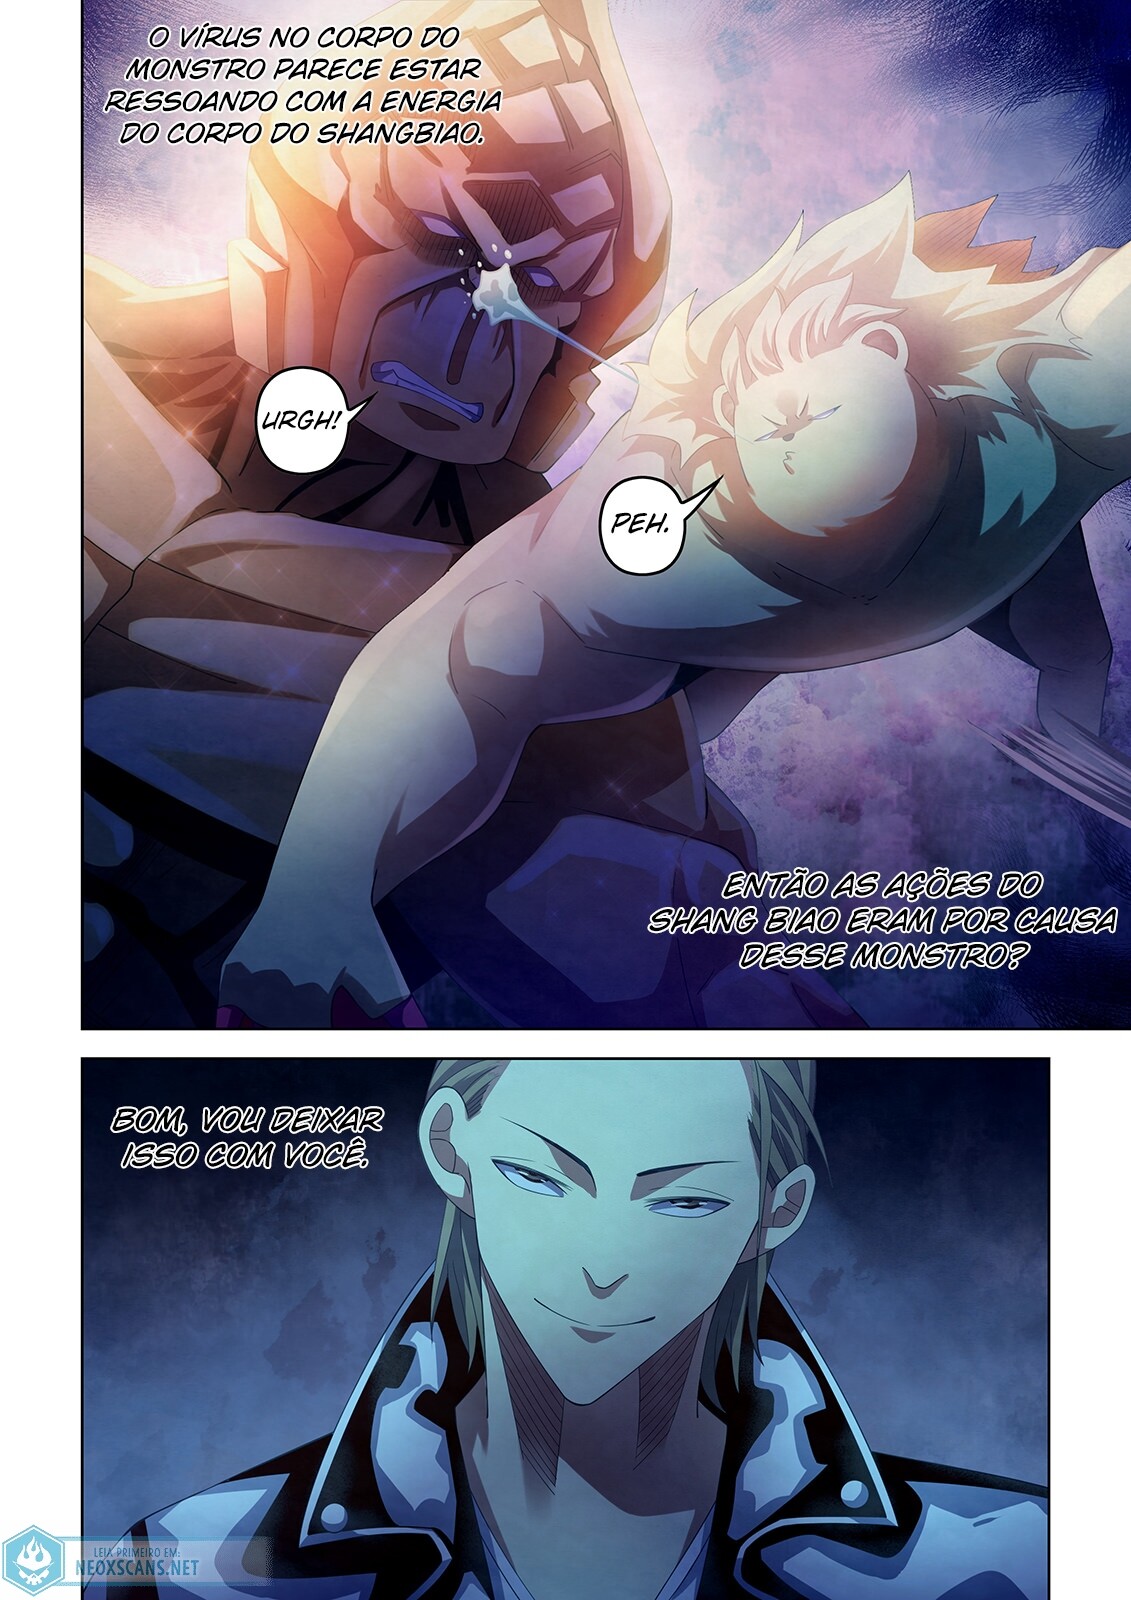 O VÍRUS NO CORPO DO
MONSTRO PARECE ESTAR
RESSOANDO COM A ENERGIA
DO CORPO DO SHANGBIAO.
URGH!
PEH.
ENTÃO AS AÇÕES DO
SHANG BIAO ERAM POR CAUSA
DESSE MONSTRO?
BOM, VOU DEIXAR
ISSO COM VOCÊ.
LEIA PRIMEIRO EM:
NEOXSCANS.NET